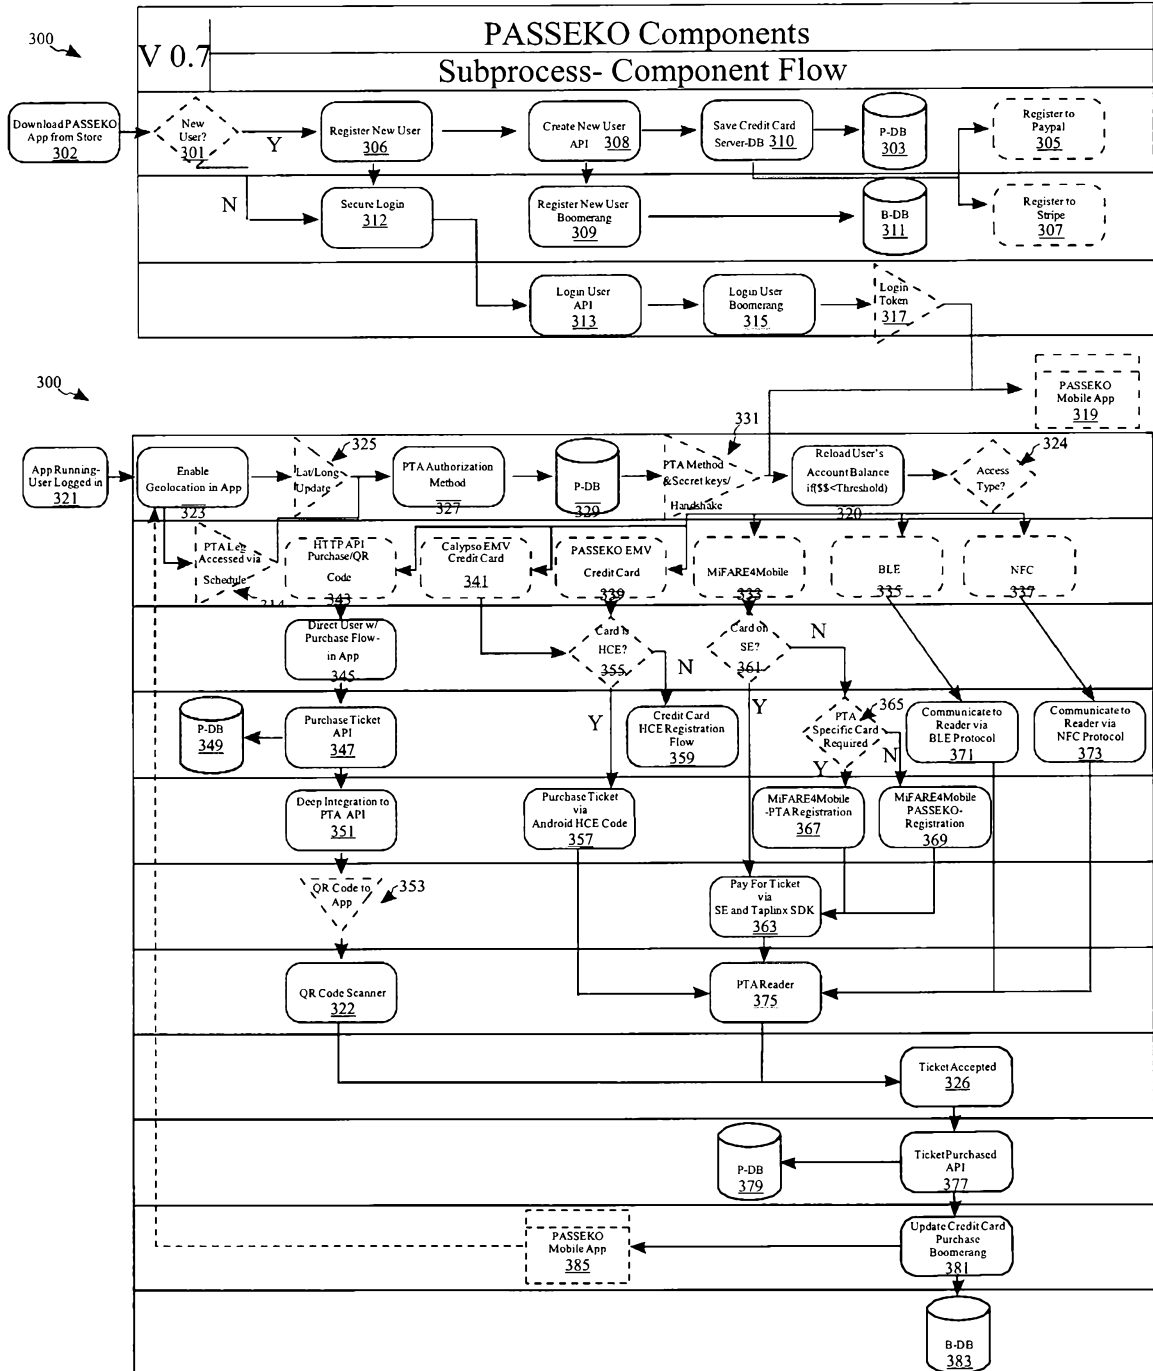 300
V 0.7
PASSEKO Components
Subprocess- Component Flow
Download PASSEKO
App from Store
302
New
User?
301
Y
N
Register New User
306
Create New User
API
308
Save Credit Card
Server-DB
310
P-DB
303
Register to
Paypal
305
Secure Login
312
Register New User
Boomerang
309
B-DB
311
Register to
Stripe
307
Login User
API
313
Login User
Boomerang
315
Login
Token
317
300
PASSEKO
Mobile App
319
App Running-
User Logged in
321
Enable
Geolocation in App
323
325
Lat/Long
Update
PTA Authorization
Method
327
P-DB
329
331
PTA Method
& Secret keys/
Handshake
Reload User's
Account Balance
if($$<Threshold)
320
324
Access
Type?
PTA Leg
Accessed via
Schedule
314
HTTP API
Purchase/QR
Code
343
Calypso EMV
Credit Card
341
PASSEKO EMV
Credit Card
339
MiFARE4Mobile
333
BLE
335
NFC
337
Direct User w/
Purchase Flow-
in App
345
Card is
HCE?
355
N
Y
Card on
SE?
361
N
Y
P-DB
349
Purchase Ticket
API
347
Credit Card
HCE Registration
Flow
359
365
PTA
Specific Card
Required
Y
N
Communicate to
Reader via
BLE Protocol
371
Communicate to
Reader via
NFC Protocol
373
Deep Integration to
PTA API
351
Purchase Ticket
via
Android HCE Code
357
MiFARE4Mobile
-PTA Registration
367
MiFARE4Mobile
PASSEKO-
Registration
369
QR Code to
App
353
Pay For Ticket
via
SE and Taplinx SDK
363
QR Code Scanner
322
PTA Reader
375
Ticket Accepted
326
P-DB
379
Ticket Purchased
API
377
PASSEKO
Mobile App
385
Update Credit Card
Purchase
Boomerang
381
B-DB
383